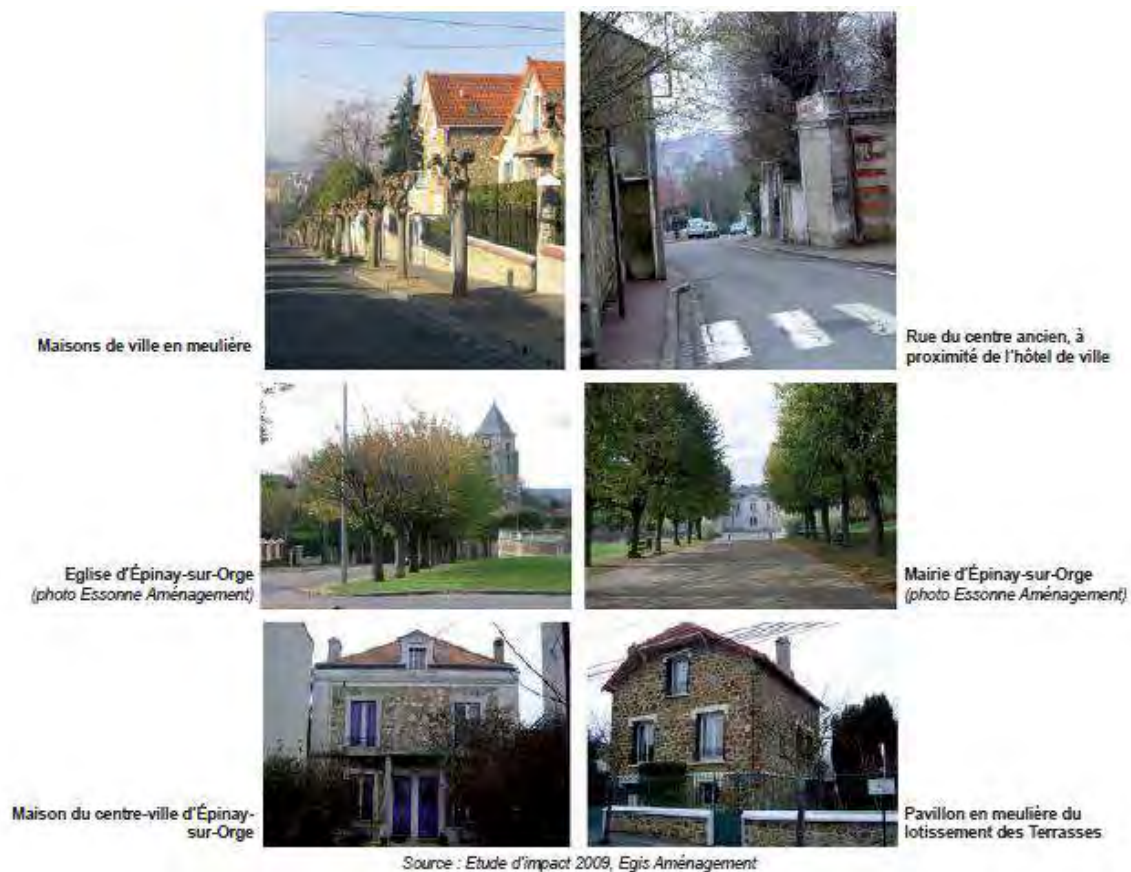 Maisons de ville en meulière
Rue du centre ancien, à
proximité de l'hôtel de ville
Eglise d'Épinay-sur-Orge
(photo Essonne Aménagement)
Mairie d'Épinay-sur-Orge
(photo Essonne Aménagement)
Maison du centre-ville d'Épinay-
sur-Orge
Pavillon en meulière du
lotissement des Terrasses
Source : Etude d'impact 2009, Egis Aménagement